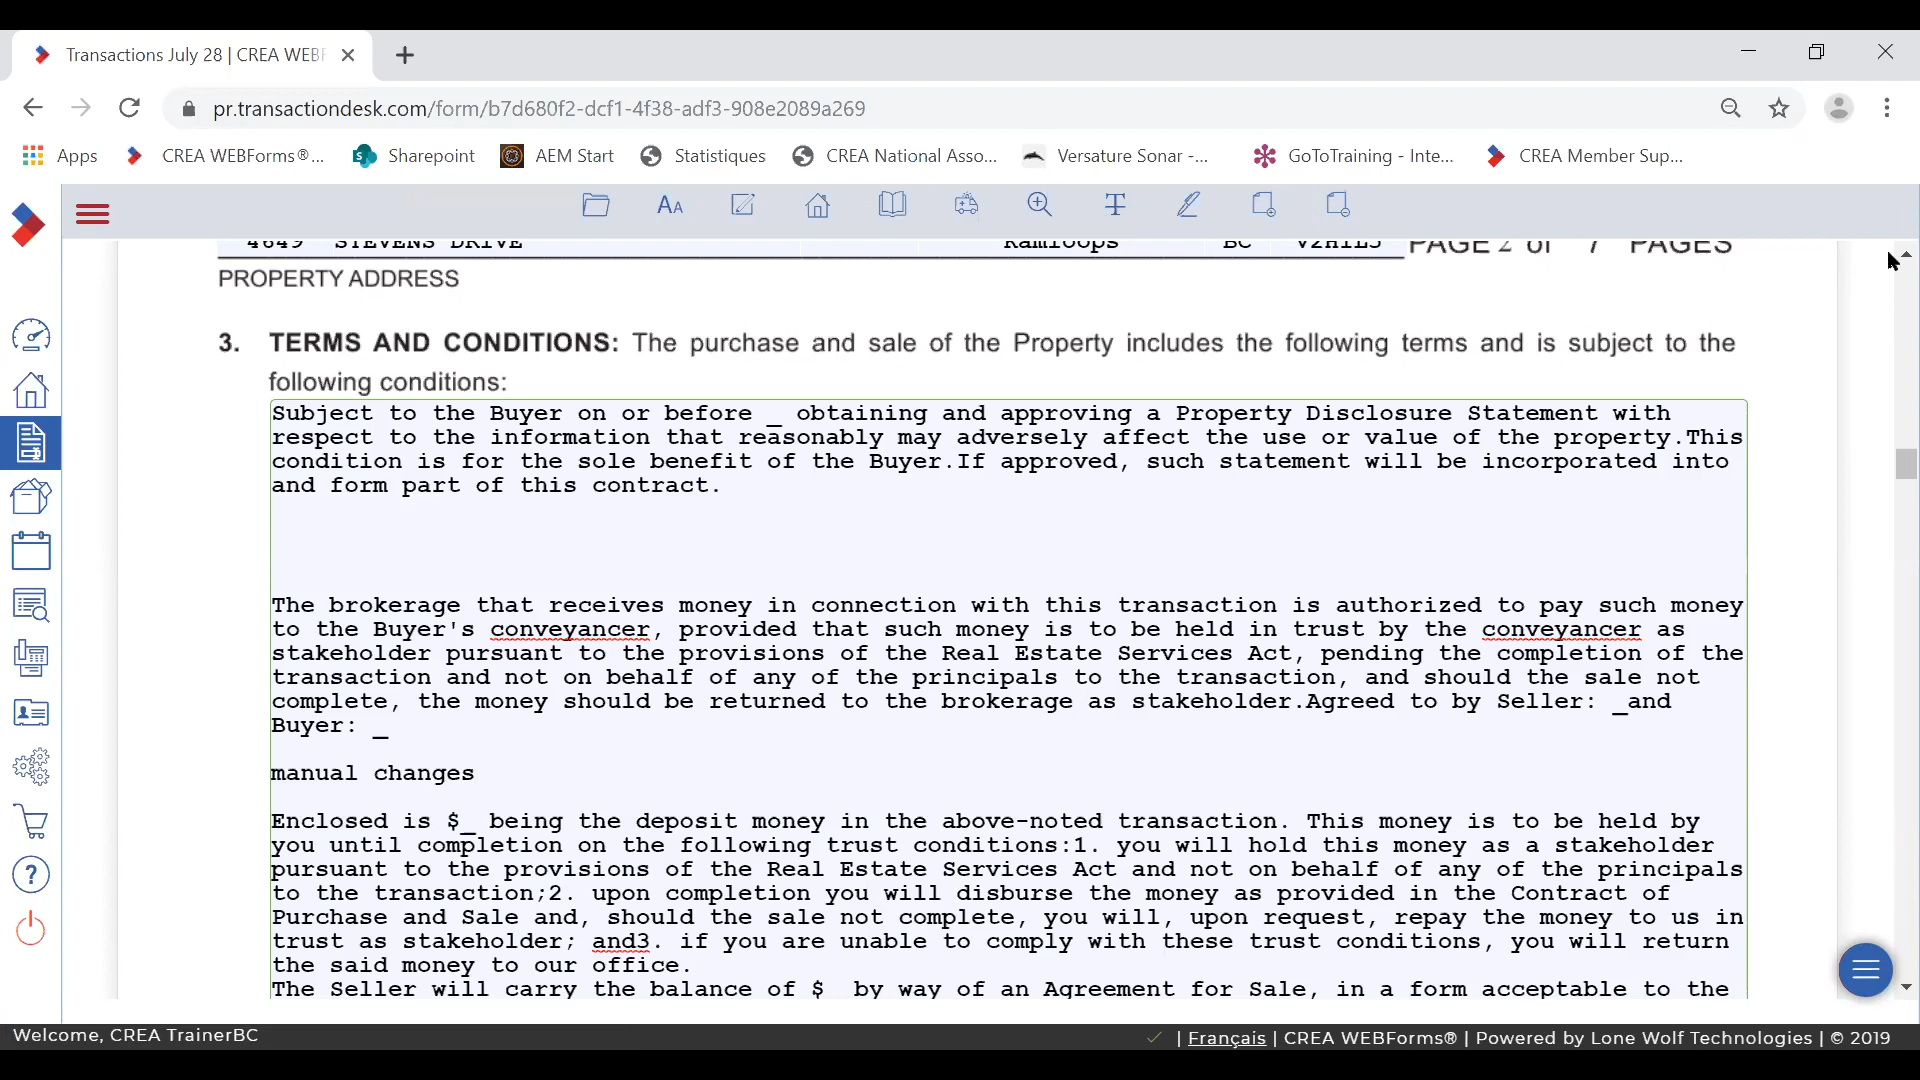 Transactions July 28 | CREA WEBF
pr.transactiondesk.com/form/b7d680f2-dcf1-4f38-adf3-908e2089a269
Apps CREA WEBForms®... Sharepoint AEM Start Statistiques CREA National Asso... Versature Sonar -... GoToTraining - Inte... CREA Member Sup...
4649 STEVENS DRIVE Kamloops BC V2H1L5 PAGE 2 of 7 PAGES
PROPERTY ADDRESS
3. TERMS AND CONDITIONS: The purchase and sale of the Property includes the following terms and is subject to the
following conditions:
Subject to the Buyer on or before _ obtaining and approving a Property Disclosure Statement with
respect to the information that reasonably may adversely affect the use or value of the property.This
condition is for the sole benefit of the Buyer.If approved, such statement will be incorporated into
and form part of this contract.
The brokerage that receives money in connection with this transaction is authorized to pay such money
to the Buyer's conveyancer, provided that such money is to be held in trust by the conveyancer as
stakeholder pursuant to the provisions of the Real Estate Services Act, pending the completion of the
transaction and not on behalf of any of the principals to the transaction, and should the sale not
complete, the money should be returned to the brokerage as stakeholder.Agreed to by Seller: _and
Buyer: _
manual changes
Enclosed is $_ being the deposit money in the above-noted transaction. This money is to be held by
you until completion on the following trust conditions:1. you will hold this money as a stakeholder
pursuant to the provisions of the Real Estate Services Act and not on behalf of any of the principals
to the transaction;2. upon completion you will disburse the money as provided in the Contract of
Purchase and Sale and, should the sale not complete, you will, upon request, repay the money to us in
trust as stakeholder; and3. if you are unable to comply with these trust conditions, you will return
the said money to our office.
The Seller will carry the balance of $ by way of an Agreement for Sale, in a form acceptable to the
Welcome, CREA TrainerBC
| Français | CREA WEBForms® | Powered by Lone Wolf Technologies | © 2019